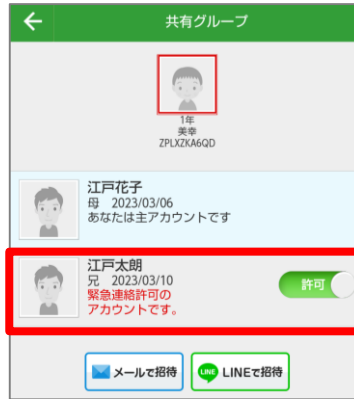 共有グループ
1年
美幸
ZPLXZKA6QD
江戸花子
母 2023/03/06
あなたは主アカウントです
江戸太朗
兄 2023/03/10
緊急連絡許可の
アカウントです。
許可
メールで招待
LINE LINEで招待